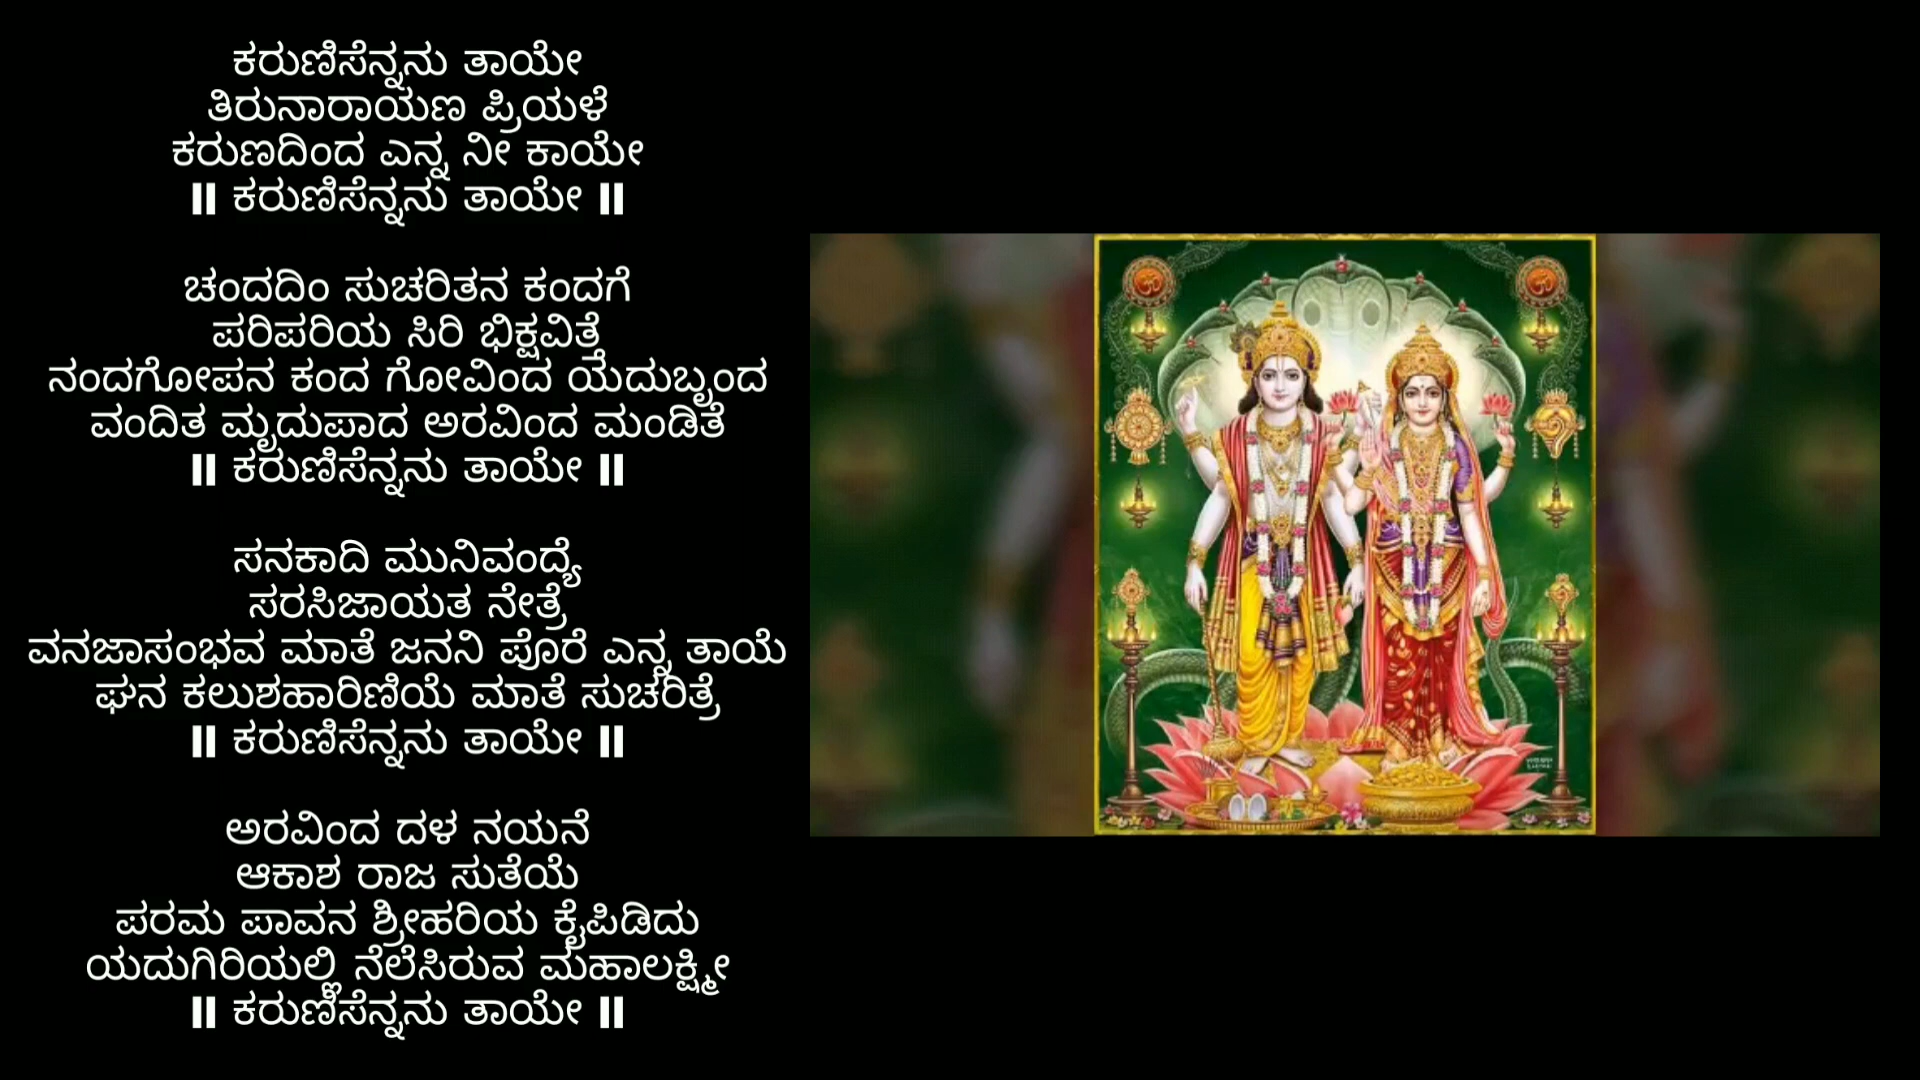 ಕರುಣಿಸೆನ್ನನು ತಾಯೇ
ತಿರುನಾರಾಯಣ ಪ್ರಿಯಳೆ
ಕರುಣದಿಂದ ಎನ್ನ ನೀ ಕಾಯೇ
॥ ಕರುಣಿಸೆನ್ನನು ತಾಯೇ ॥
ಚಂದದಿಂ ಸುಚರಿತನ ಕಂದಗೆ
ಪರಿಪರಿಯ ಸಿರಿ ಭಿಕ್ಷವಿತ್ತೆ
ನಂದಗೋಪನ ಕಂದ ಗೋವಿಂದ ಯೆದುಬೃಂದ
ವಂದಿತ ಮೃದುಪಾದ ಅರವಿಂದ ಮಂಡಿತೆ
॥ ಕರುಣಿಸೆನ್ನನು ತಾಯೇ ॥
ಸನಕಾದಿ ಮುನಿವಂದ್ಯೆ
ಸರಸಿಜಾಯತ ನೇತ್ರೆ
ವನಜಾಸಂಭವ ಮಾತೆ ಜನನಿ ಪೊರೆ ಎನ್ನ ತಾಯೆ
ಘನ ಕಲುಶಹಾರಿಣಿಯೆ ಮಾತೆ ಸುಚರಿತ್ರೆ
॥ ಕರುಣಿಸೆನ್ನನು ತಾಯೇ ॥
ಅರವಿಂದ ದಳ ನಯನೆ
ಆಕಾಶ ರಾಜ ಸುತೆಯೆ
ಪರಮ ಪಾವನ ಶ್ರೀಹರಿಯ ಕೈಪಿಡಿದು
ಯದುಗಿರಿಯಲ್ಲಿ ನೆಲೆಸಿರುವ ಮಹಾಲಕ್ಷ್ಮೀ
॥ ಕರುಣಿಸೆನ್ನನು ತಾಯೇ ॥